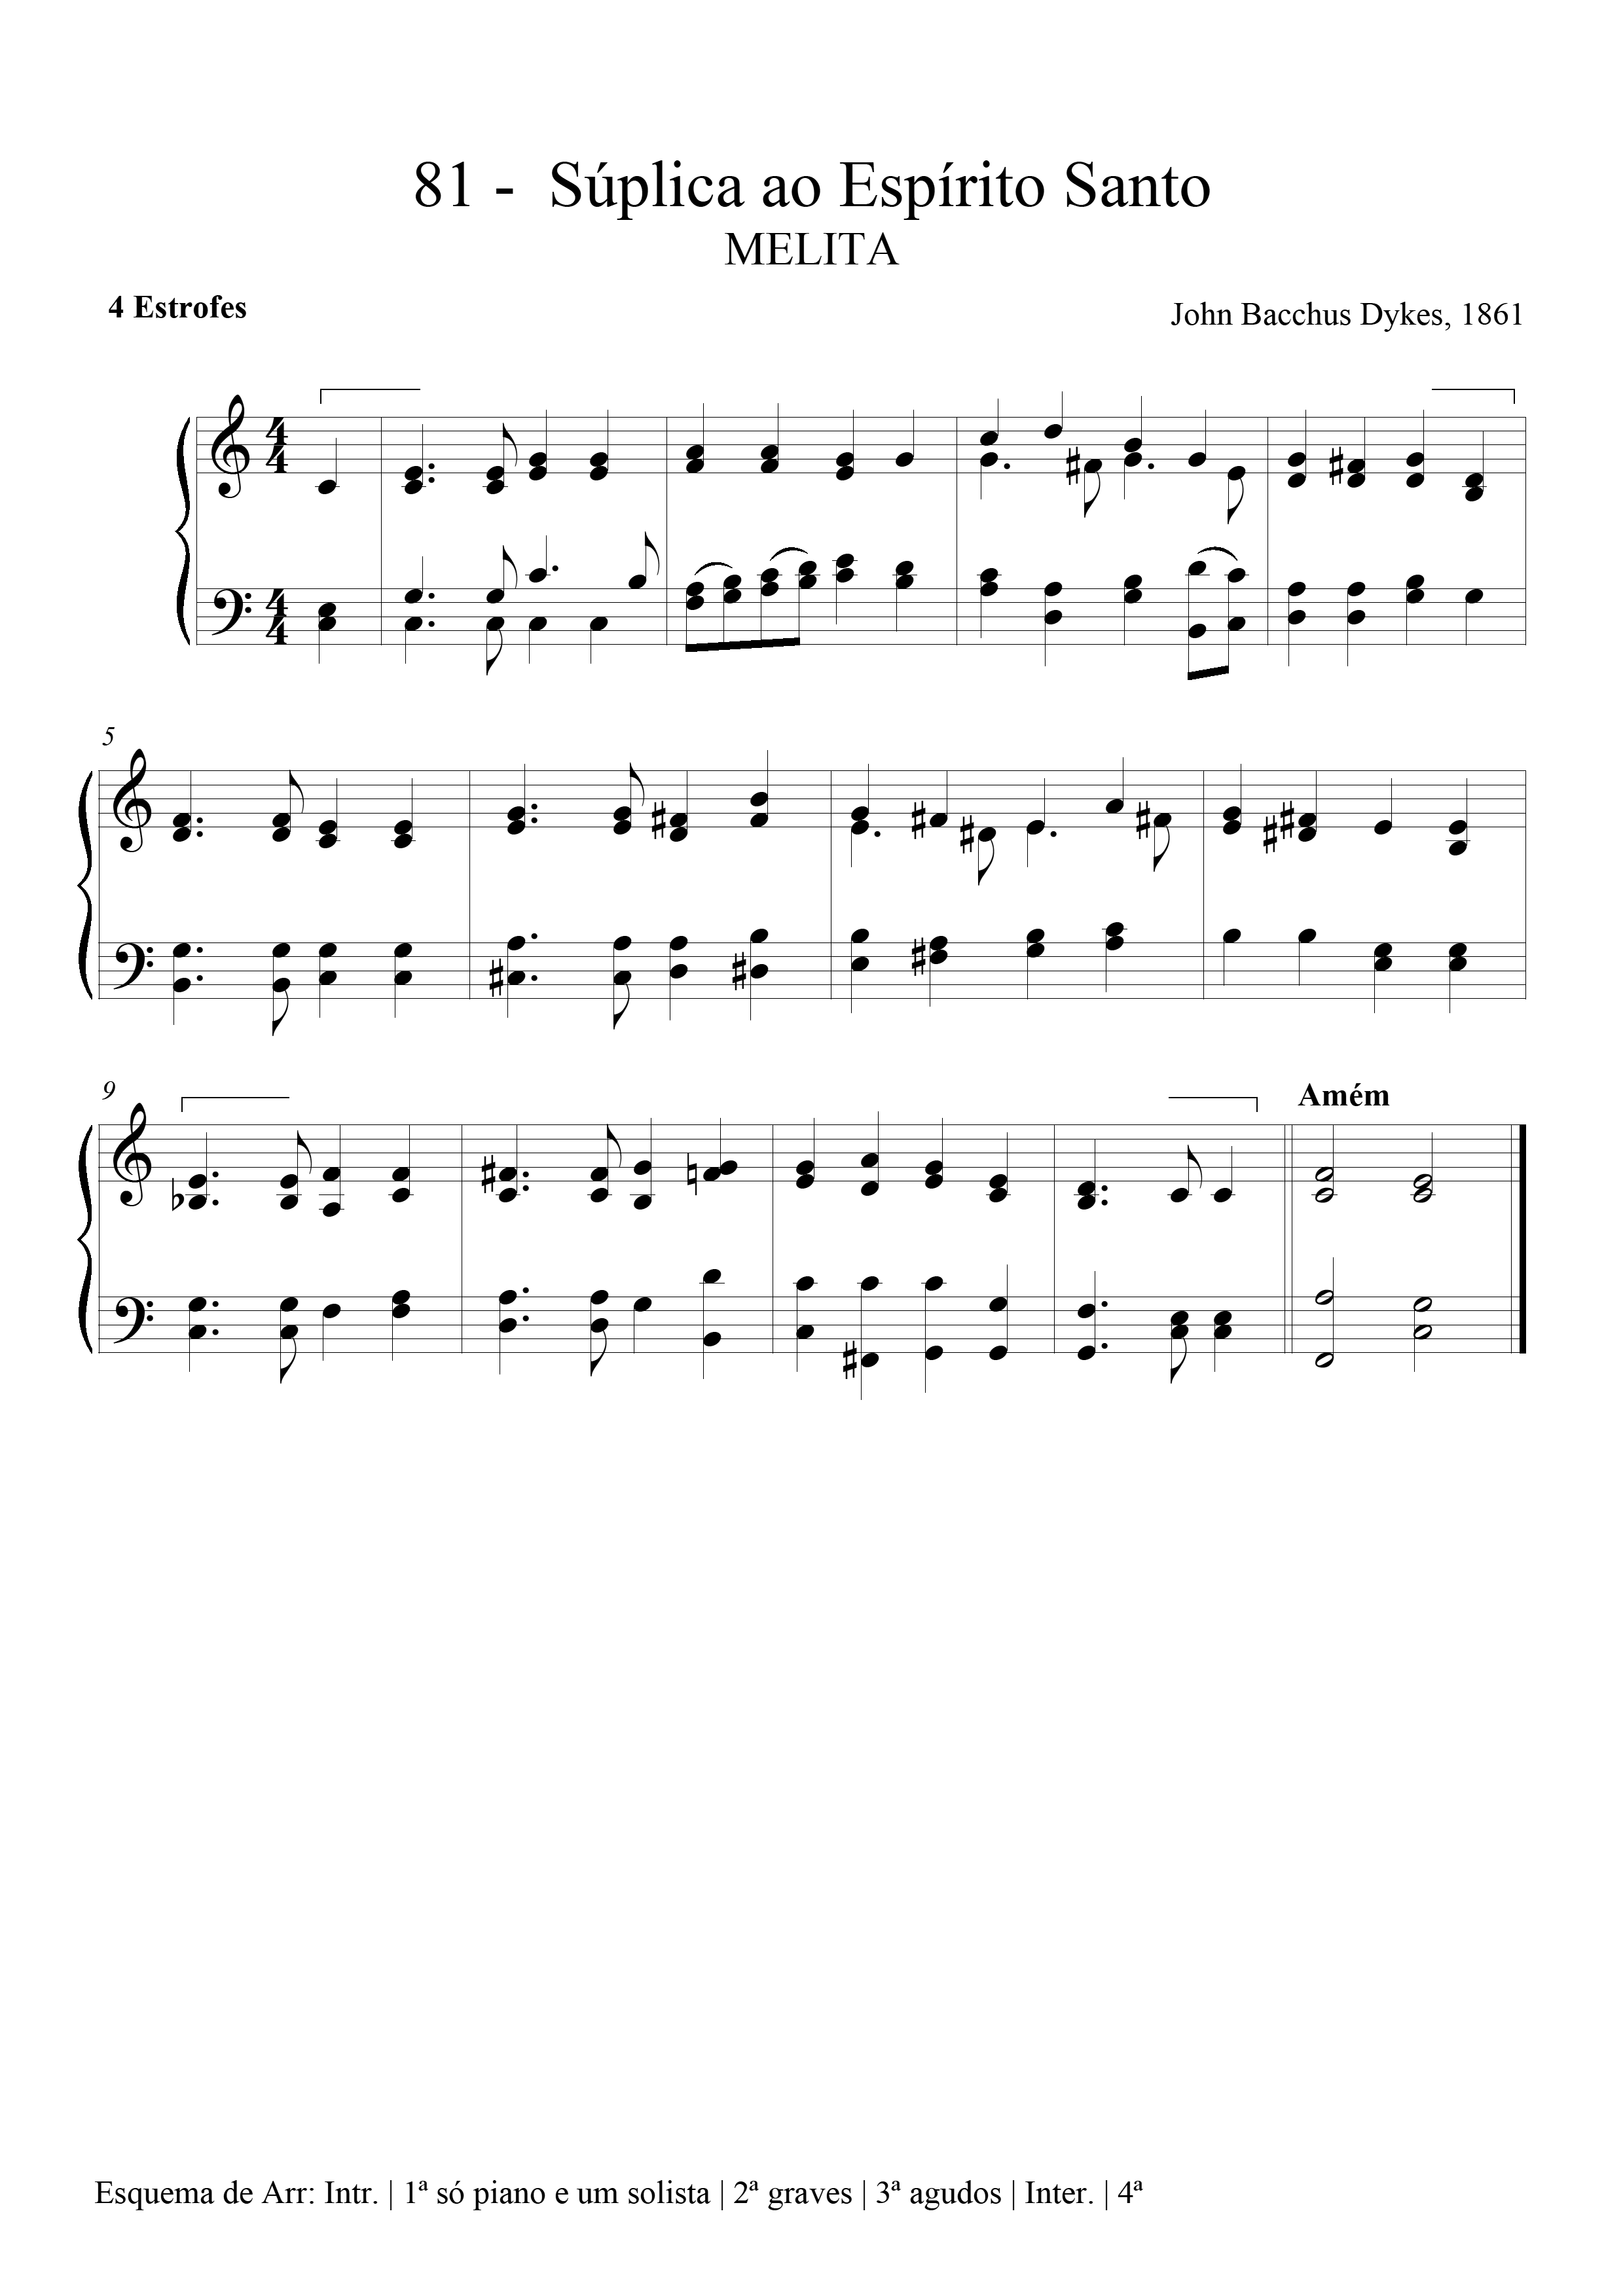 81 - Súplica ao Espírito Santo
MELITA
4 Estrofes
John Bacchus Dykes, 1861
5
9
Amém
Esquema de Arr: Intr. | 1ª só piano e um solista | 2ª graves | 3ª agudos | Inter. | 4ª